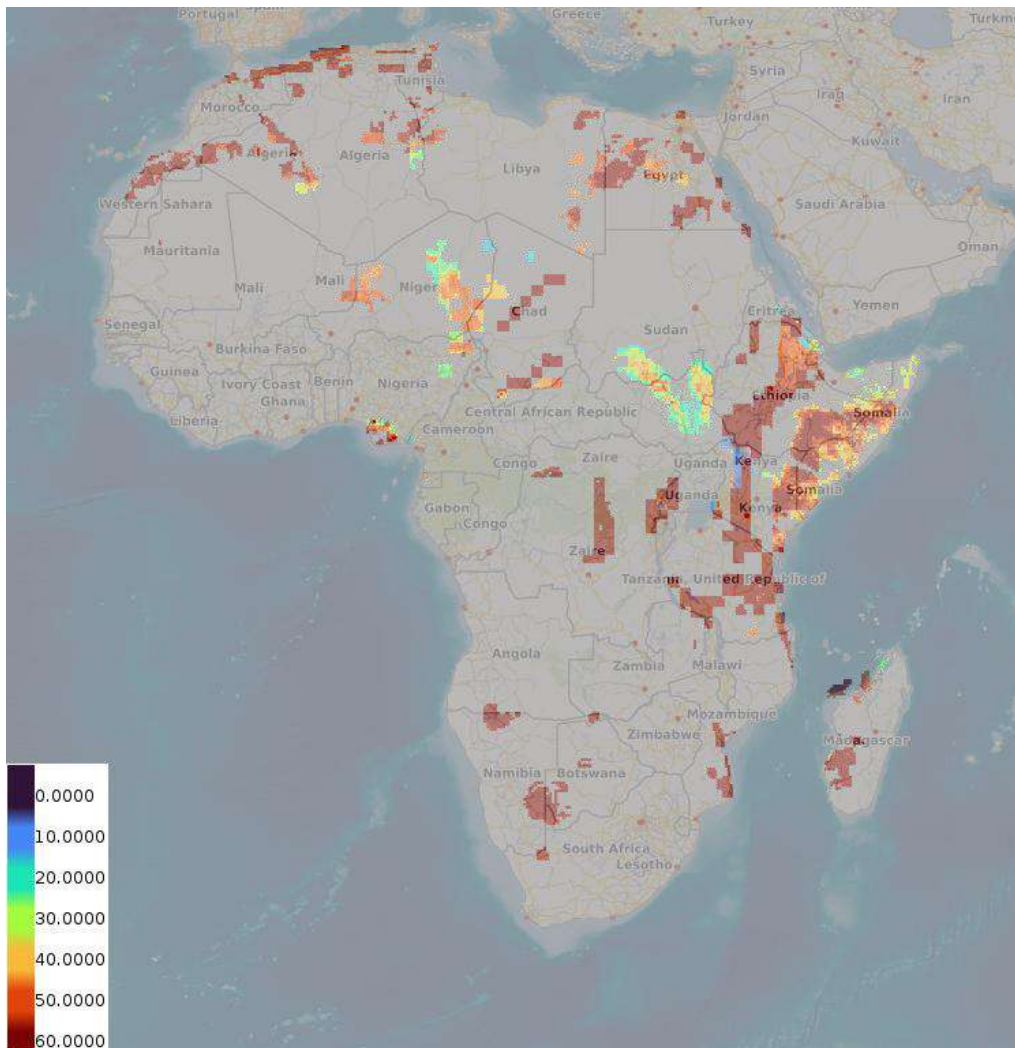 Portugal
Spain
Greece
Turkey
Turkm
Tunisia
Syria
Iraq
Iran
Morocco
Jordan
Kuwait
Algeria
Algeria
Libya
Egypt
Western Sahara
Saudi Arabia
Mauritania
Oman
Mali
Mali
Niger
Chad
Sudan
Eritrea
Yemen
Senegal
Burkina Faso
Guinea
Ivory Coast
Benin
Nigeria
Ghana
Ethiopia
Liberia
Central African Republic
Somalia
Cameroon
Congo
Zaire
Uganda
Kenya
Somalia
Uganda
Gabon
Kenya
Congo
Zaire
Tanzania, United Republic of
Angola
Zambia
Malawi
Mozambique
Zimbabwe
Madagascar
Namibia
Botswana
South Africa
Lesotho
0.0000
10.0000
20.0000
30.0000
40.0000
50.0000
60.0000